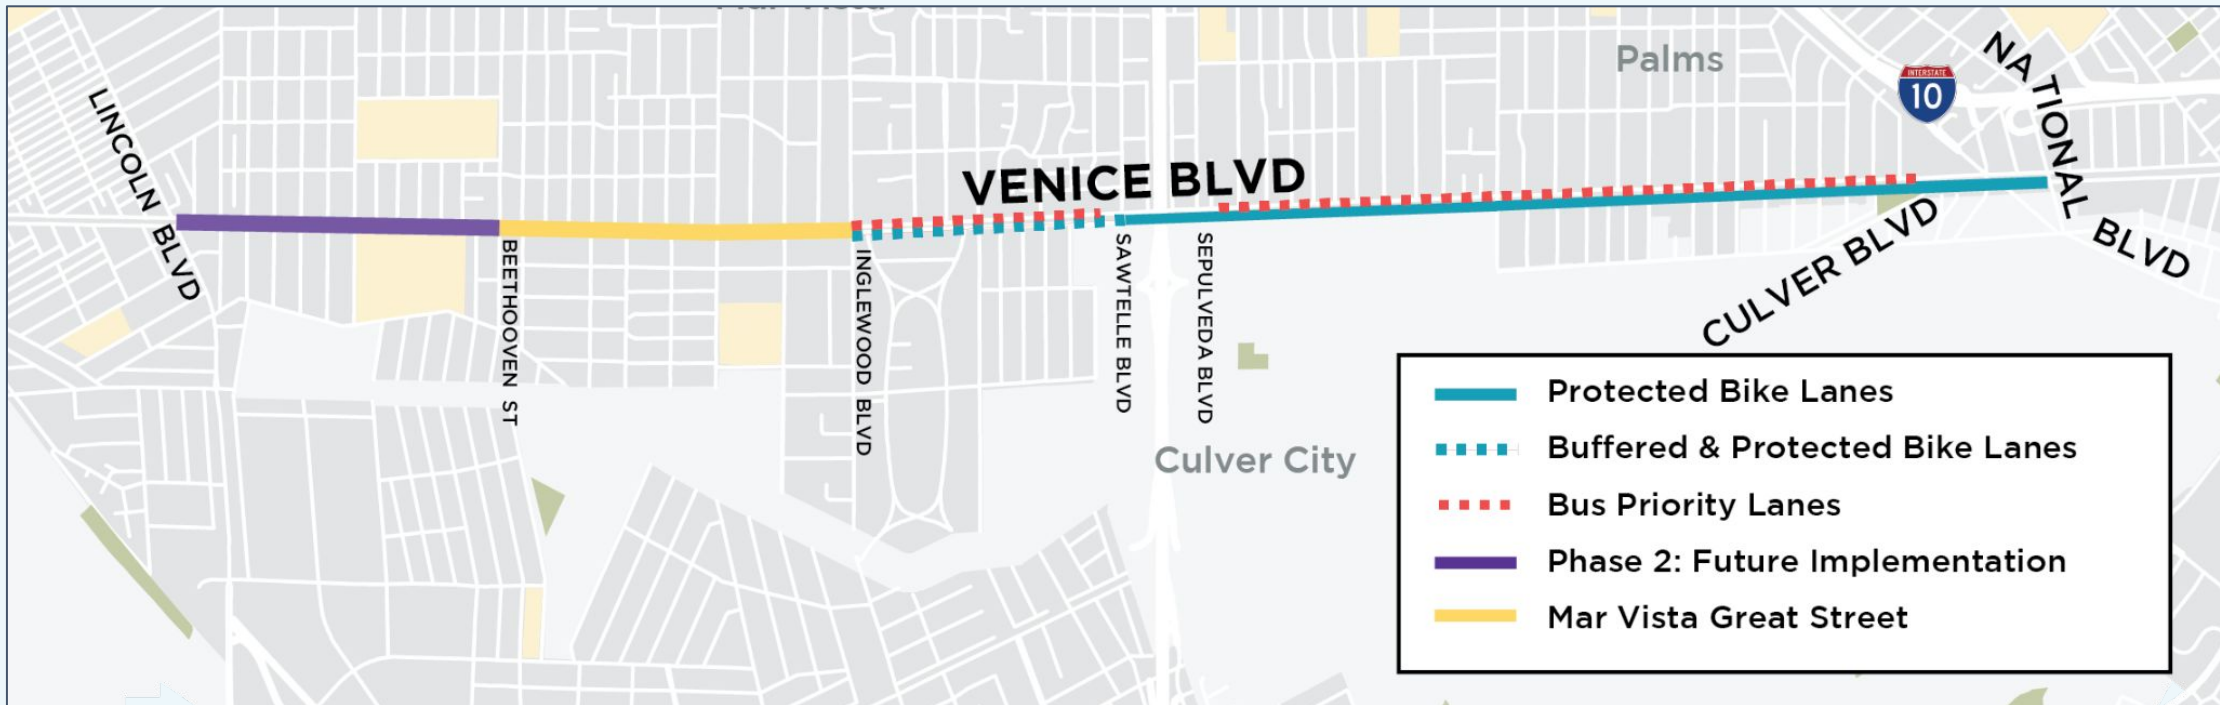 Mar Vista
Palms
INTERSTATE
10
NATIONAL BLVD
LINCOLN BLVD
VENICE BLVD
BEETHOOVEN ST
INGLEWOOD BLVD
SAWTELLE BLVD
SEPULVEDA BLVD
CULVER BLVD
Culver City
Protected Bike Lanes
Buffered & Protected Bike Lanes
Bus Priority Lanes
Phase 2: Future Implementation
Mar Vista Great Street